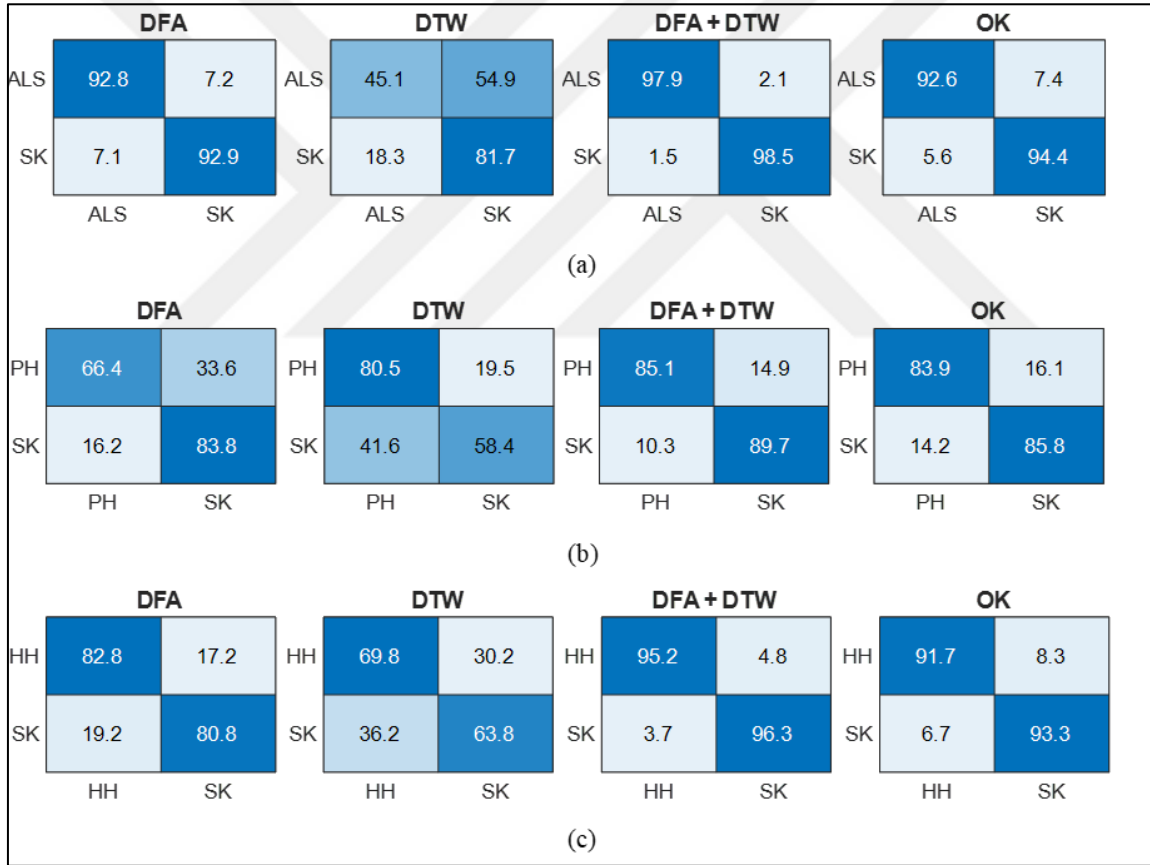 DFA DTW DFA + DTW OK
ALS 92.8 7.2 ALS 45.1 54.9 ALS 97.9 2.1 ALS 92.6 7.4
SK 7.1 92.9 SK 18.3 81.7 SK 1.5 98.5 SK 5.6 94.4
ALS SK ALS SK ALS SK ALS SK
(a)
DFA DTW DFA + DTW OK
PH 66.4 33.6 PH 80.5 19.5 PH 85.1 14.9 PH 83.9 16.1
SK 16.2 83.8 SK 41.6 58.4 SK 10.3 89.7 SK 14.2 85.8
PH SK PH SK PH SK PH SK
(b)
DFA DTW DFA + DTW OK
HH 82.8 17.2 HH 69.8 30.2 HH 95.2 4.8 HH 91.7 8.3
SK 19.2 80.8 SK 36.2 63.8 SK 3.7 96.3 SK 6.7 93.3
HH SK HH SK HH SK HH SK
(c)